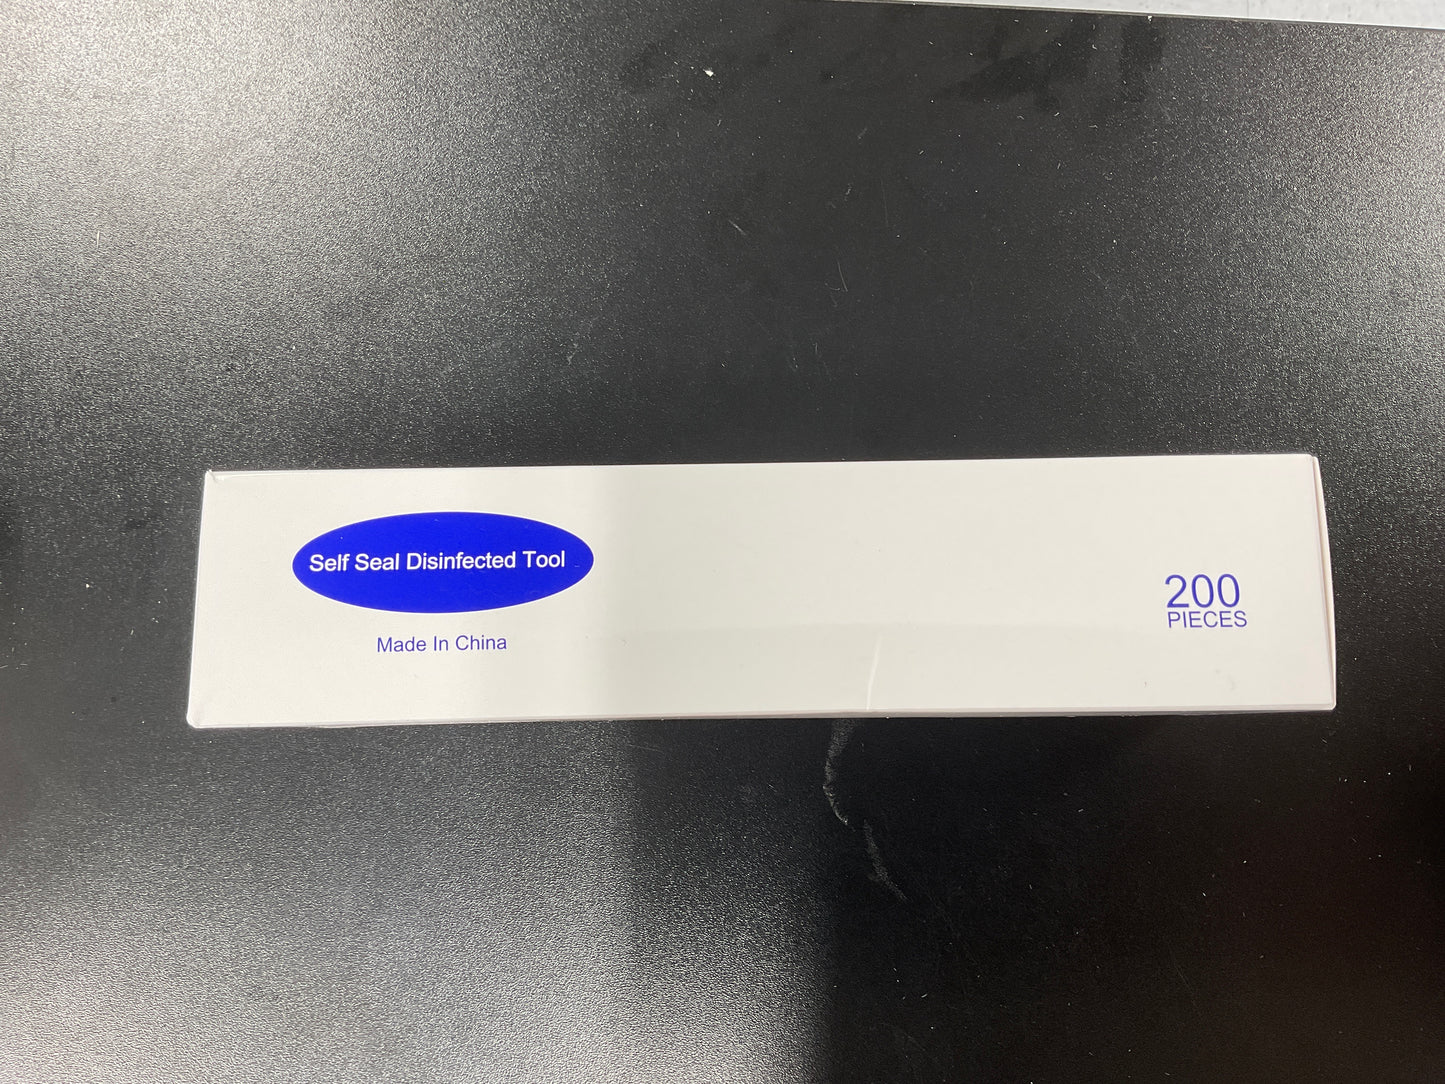 Self Seal Disinfected Tool
Made In China
200
PIECES